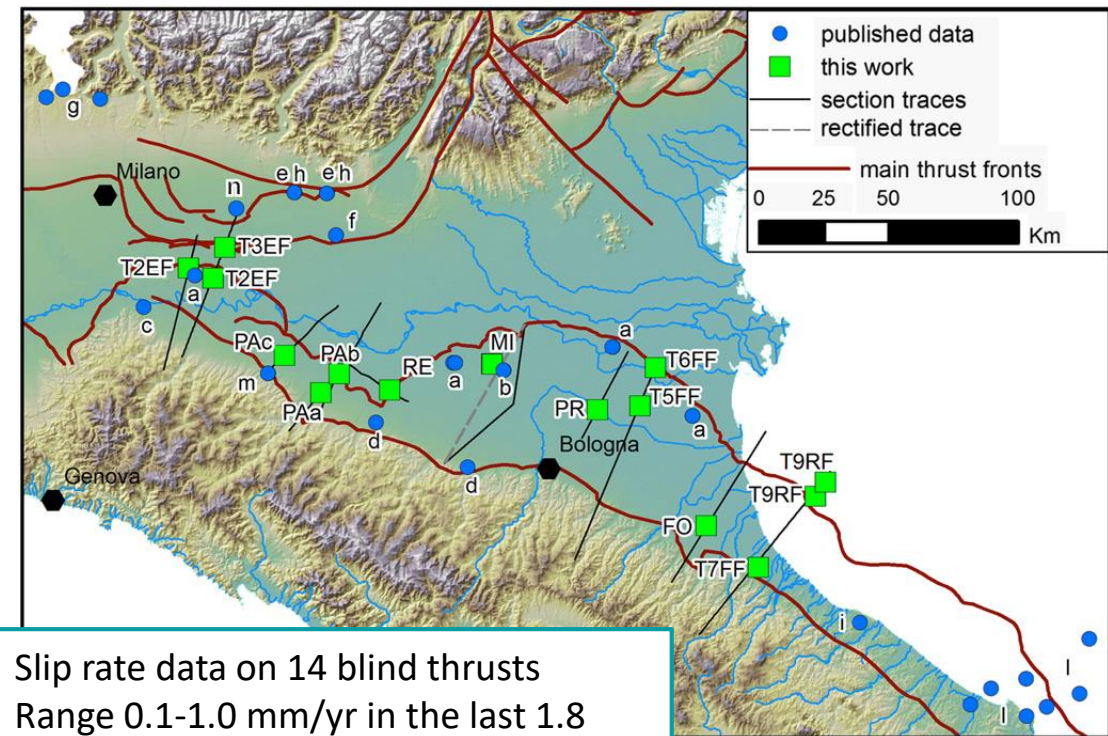 published data
this work
section traces
rectified trace
main thrust fronts
0 25 50 100
Km
g
Milano
n
e h
e h
f
T3EF
T2EF
a
T2EF
c
PAc
PAb
MI
a
T6FF
m
RE
a
b
PAa
PR
T5FF
a
d
Bologna
d
Genova
T9RF
T9RF
FO
T7FF
i
l
l
Slip rate data on 14 blind thrusts
Range 0.1-1.0 mm/yr in the last 1.8